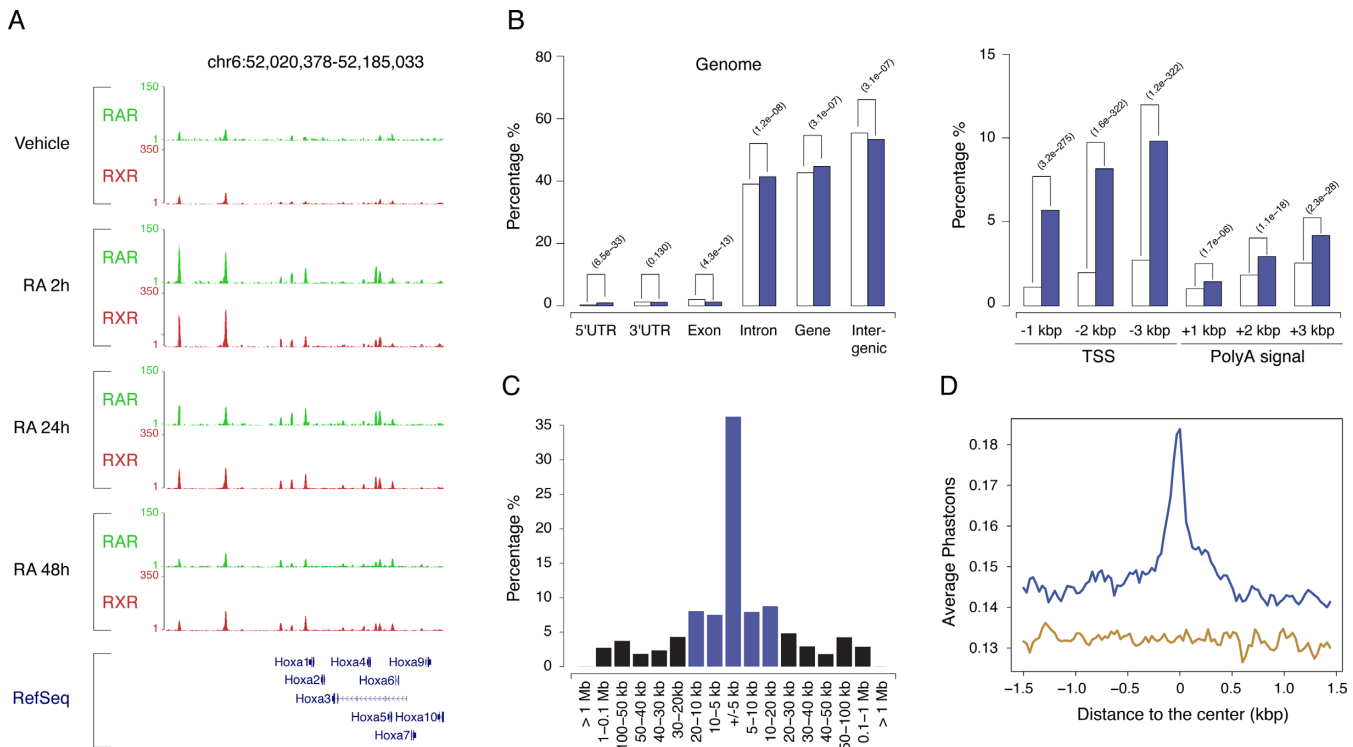 A
chr6:52,020,378-52,185,033
Vehicle
150
RAR
1
350
RXR
1
RA 2h
150
RAR
1
350
RXR
1
RA 24h
150
RAR
1
350
RXR
1
RA 48h
150
RAR
1
350
RXR
1
RefSeq
Hoxa1 Hoxa4 Hoxa9
Hoxa2 Hoxa6
Hoxa3
Hoxa5 Hoxa10
Hoxa7
B
Genome
Percentage %
80
60
40
20
0
(6.5e−33)
(0.130)
(4.3e−13)
(1.2e−08)
(3.1e−07)
(3.1e−07)
5'UTR 3'UTR Exon Intron Gene Inter-
genic
Percentage %
15
10
5
0
(3.2e−275)
(1.6e−322)
(1.2e−322)
(1.7e−06)
(1.1e−18)
(2.3e−28)
-1 kbp -2 kbp -3 kbp +1 kbp +2 kbp +3 kbp
TSS PolyA signal
C
Percentage %
35
30
25
20
15
10
5
0
> 1 Mb
1−0.1 Mb
100−50 kb
50−40 kb
40−30 kb
30−20kb
20−10 kb
10−5 kb
+/−5 kb
5−10 kb
10−20 kb
20−30 kb
30−40 kb
40−50 kb
50−100 kb
0.1−1 Mb
> 1 Mb
D
Average Phastcons
0.18
0.17
0.16
0.15
0.14
0.13
−1.5 −1.0 −0.5 0 0.5 1.0 1.5
Distance to the center (kbp)